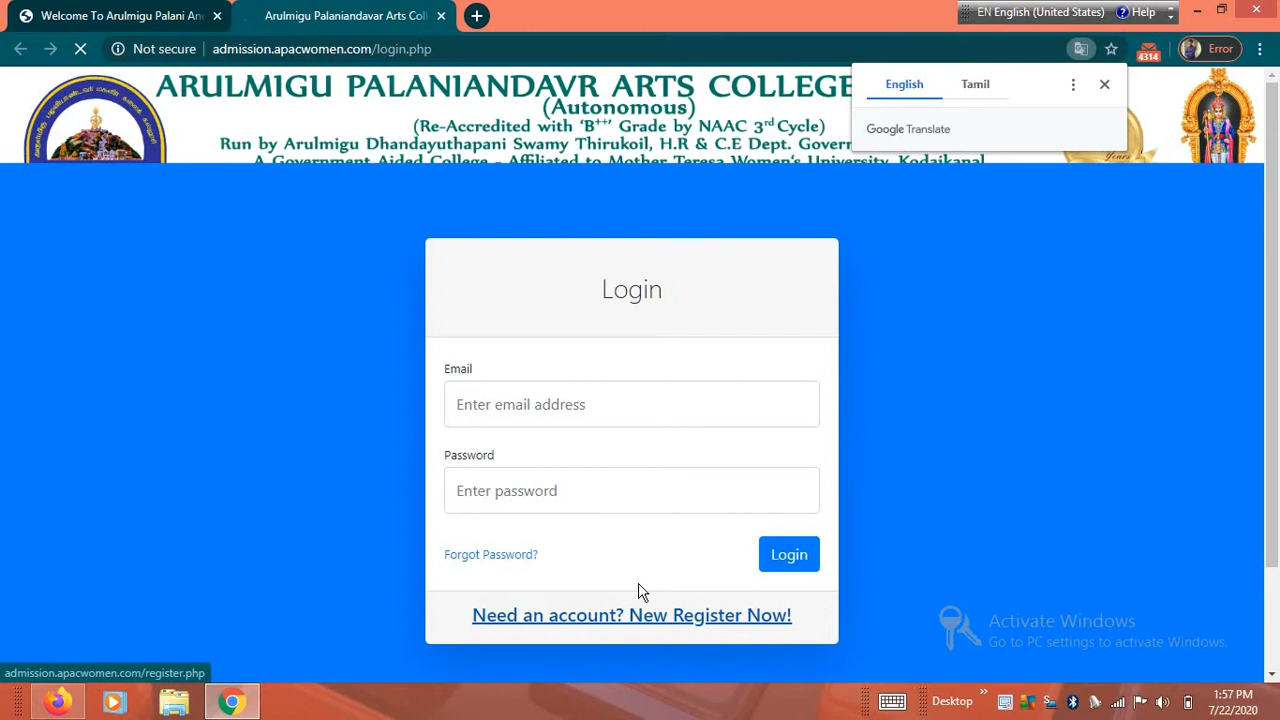 Welcome To Arulmigu Palani And
Arulmigu Palaniandavar Arts Coll
EN English (United States)
Help
Not secure
admission.apacwomen.com/login.php
4314
Error
ARULMIGU PALANIANDAVR ARTS COLLEGE
(Autonomous)
(Re-Accredited with 'B++' Grade by NAAC 3rd Cycle)
Run by Arulmigu Dhandayuthapani Swamy Thirukoil, H.R & C.E Dept. Gover
A Government Aided College - Affiliated to Mother Teresa Women's University, Kodaikanal
English
Tamil
Google Translate
Years
Login
Email
Enter email address
Password
Enter password
Forgot Password?
Login
Need an account? New Register Now!
Activate Windows
Go to PC settings to activate Windows.
admission.apacwomen.com/register.php
Desktop
1:57 PM
7/22/2020